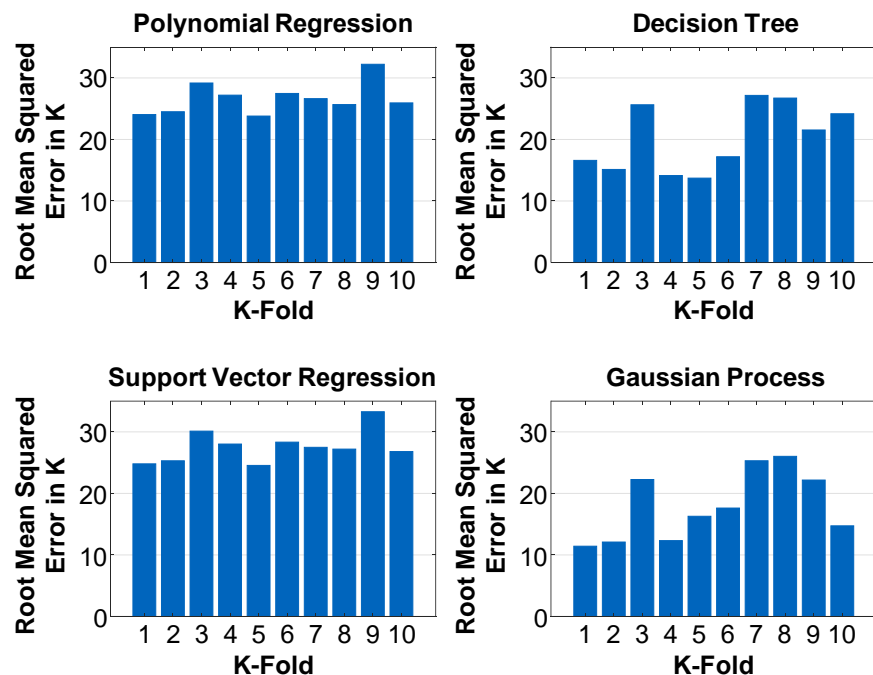 Polynomial Regression
Root Mean Squared
Error in K
30
20
10
0
1 2 3 4 5 6 7 8 9 10
K-Fold
Decision Tree
Root Mean Squared
Error in K
30
20
10
0
1 2 3 4 5 6 7 8 9 10
K-Fold
Support Vector Regression
Root Mean Squared
Error in K
30
20
10
0
1 2 3 4 5 6 7 8 9 10
K-Fold
Gaussian Process
Root Mean Squared
Error in K
30
20
10
0
1 2 3 4 5 6 7 8 9 10
K-Fold